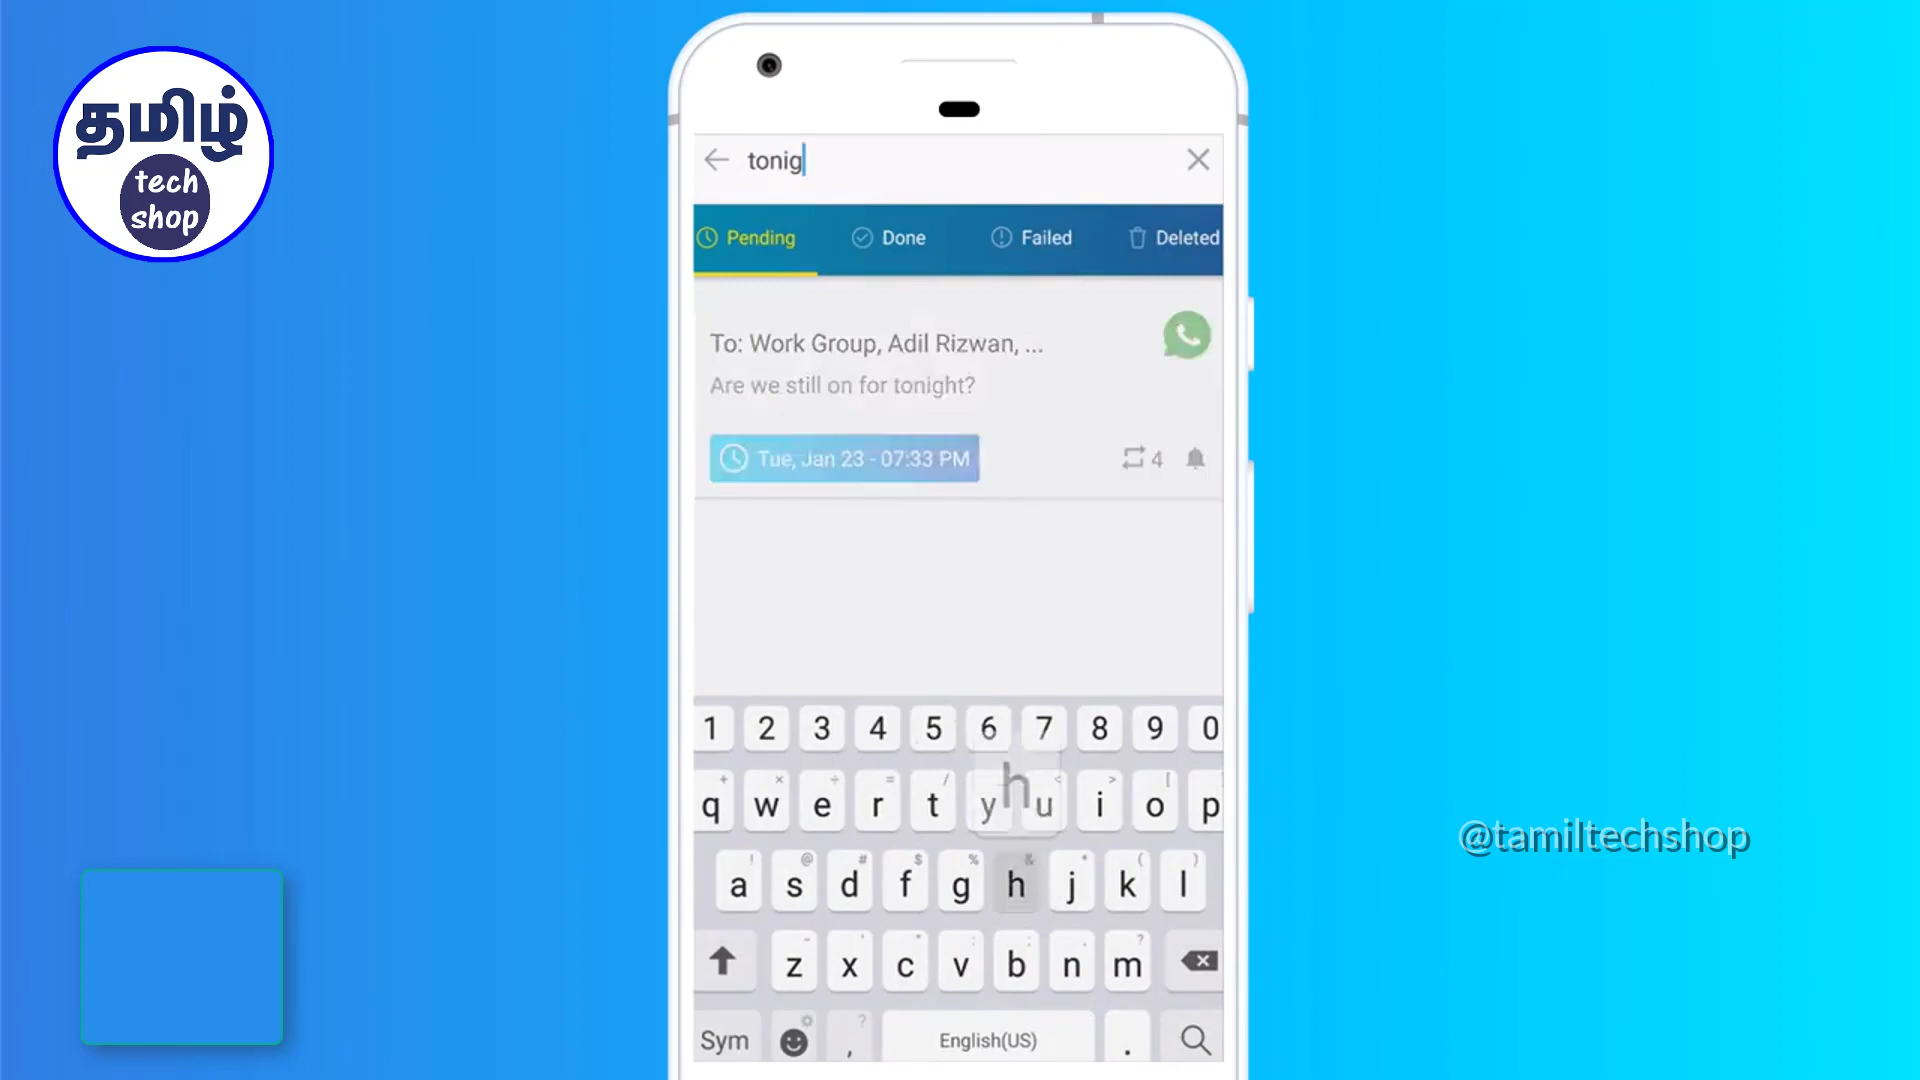 தமிழ்
tech
shop
tonig
Pending Done Failed Deleted
To: Work Group, Adil Rizwan, ...
Are we still on for tonight?
Tue, Jan 23 - 07:33 PM 4
1 2 3 4 5 6 7 8 9 0
h
q w e r t y u i o p
a s d f g h j k l
z x c v b n m
Sym , English(US) .
@tamiltechshop